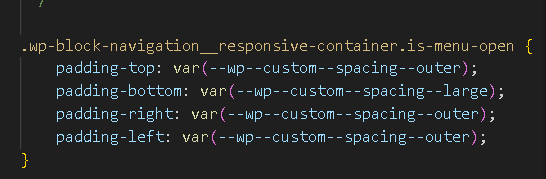 /
.wp-block-navigation__responsive-container.is-menu-open {
padding-top: var(--wp--custom--spacing--outer);
padding-bottom: var(--wp--custom--spacing--large);
padding-right: var(--wp--custom--spacing--outer);
padding-left: var(--wp--custom--spacing--outer);
}